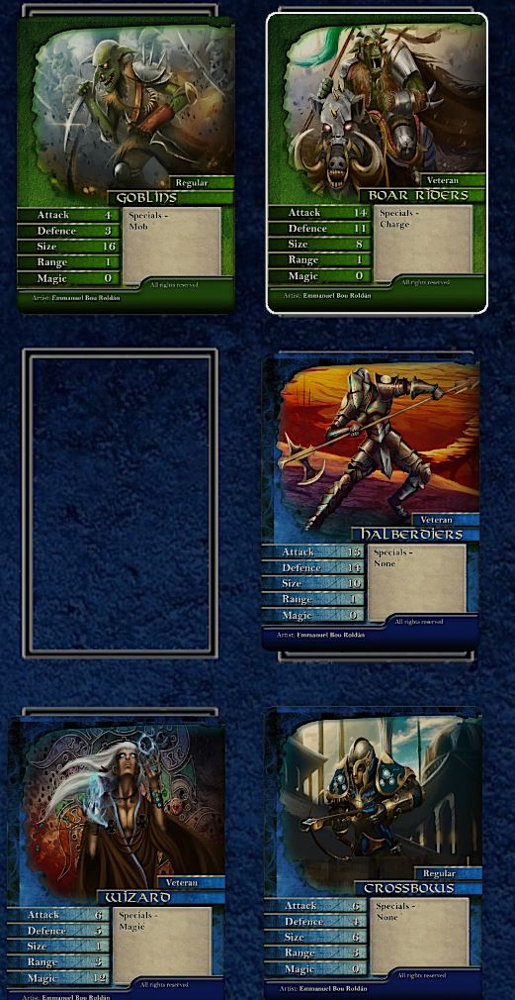 Regular
GOBLINS
Attack 4
Defence 3
Size 16
Range 1
Magic 0
Specials -
Mob
All rights reserved
Artist: Emmanuel Bou Roldán
Veteran
BOAR RIDERS
Attack 14
Defence 11
Size 8
Range 1
Magic 0
Specials -
Charge
All rights reserved
Artist: Emmanuel Bou Roldán
Veteran
HALBERDIERS
Attack 13
Defence 14
Size 10
Range 1
Magic 0
Specials -
None
All rights reserved
Artist: Emmanuel Bou Roldán
Veteran
WIZARD
Attack 6
Defence 5
Size 1
Range 3
Magic 12
Specials -
Magic
All rights reserved
Artist: Emmanuel Bou Roldán
Regular
CROSSBOWS
Attack 6
Defence 4
Size 6
Range 3
Magic 0
Specials -
None
All rights reserved
Artist: Emmanuel Bou Roldán